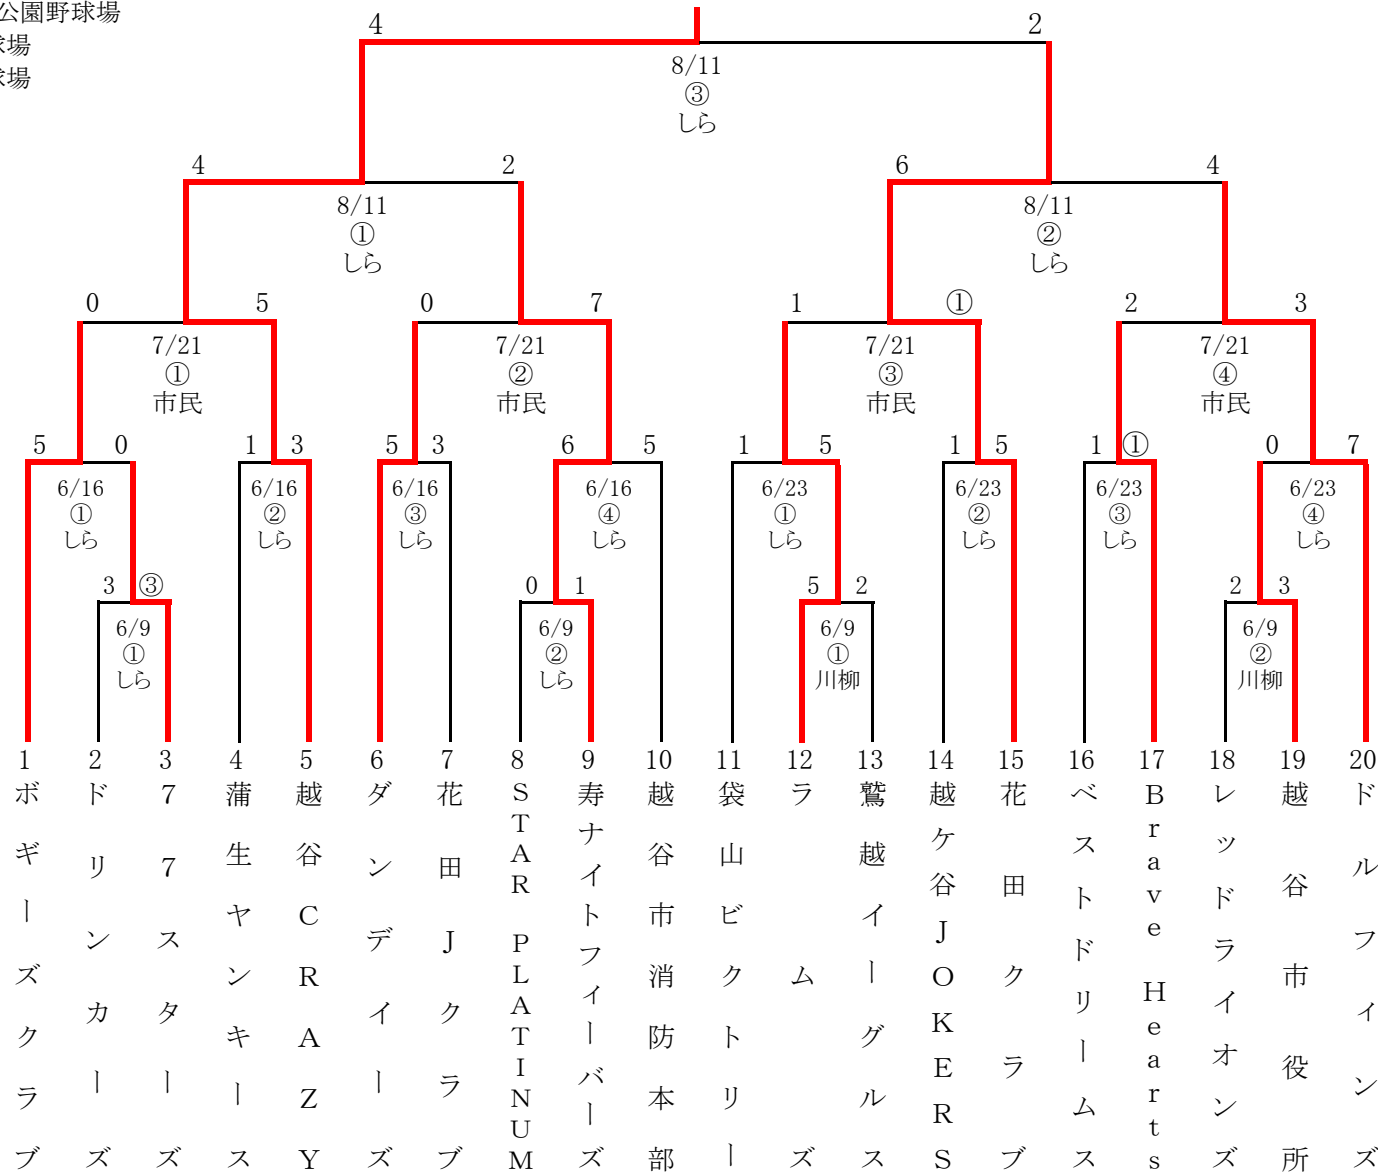 公園野球場
球場
球場
4 2
8/11
③
しら
4 2 6 4
8/11 8/11
① ②
しら しら
0 5 0 7 1 ① 2 3
7/21 7/21 7/21 7/21
① ② ③ ④
市民 市民 市民 市民
5 0 1 3 5 3 6 5 1 5 1 5 1 ① 0 7
6/16 6/16 6/16 6/16 6/23 6/23 6/23 6/23
① ② ③ ④ ① ② ③ ④
しら しら しら しら しら しら しら しら
3 ③ 0 1 5 2 2 3
6/9 6/9 6/9 6/9
① ② ① ②
しら しら 川柳 川柳
1 2 3 4 5 6 7 8 9 10 11 12 13 14 15 16 17 18 19 20
ボギーズクラブ
ドリンカーズ
77スターズ
蒲生ヤンキース
越谷CRAZY
ダンディーズ
花田Jクラブ
STAR PLATINUM
寿ナイトフィーバーズ
越谷市消防本部
袋山ビクトリー
ラムズ
鷲越イーグルス
越ケ谷JOKERS
花田クラブ
ベストドリームス
Brave Hearts
レッドライオンズ
越谷市役所
ドルフィンズ